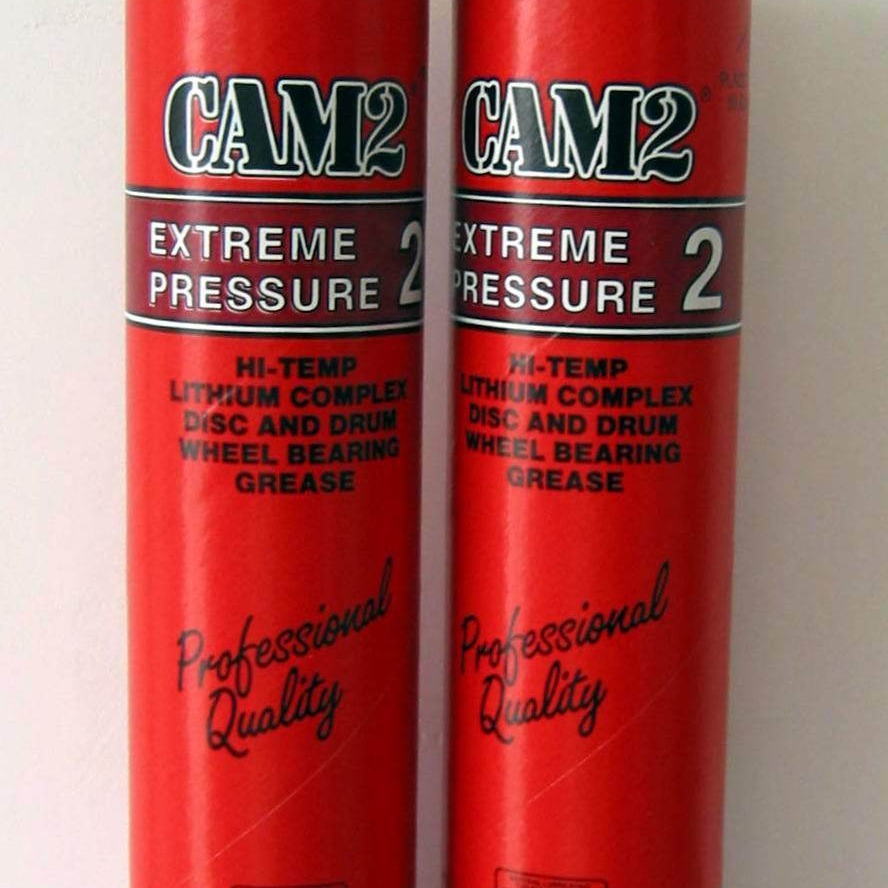 CAM2
EXTREME
PRESSURE 2
HI-TEMP
LITHIUM COMPLEX
DISC AND DRUM
WHEEL BEARING
GREASE
Professional
Quality
CAM2®
EXTREME
PRESSURE 2
HI-TEMP
LITHIUM COMPLEX
DISC AND DRUM
WHEEL BEARING
GREASE
Professional
Quality